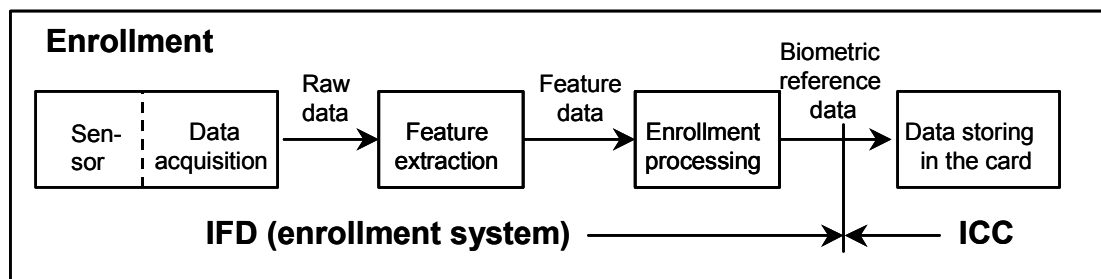 Enrollment
Sen-
sor
Data
acquisition
Raw
data
Feature
extraction
Feature
data
Enrollment
processing
Biometric
reference
data
Data storing
in the card
IFD (enrollment system)
ICC